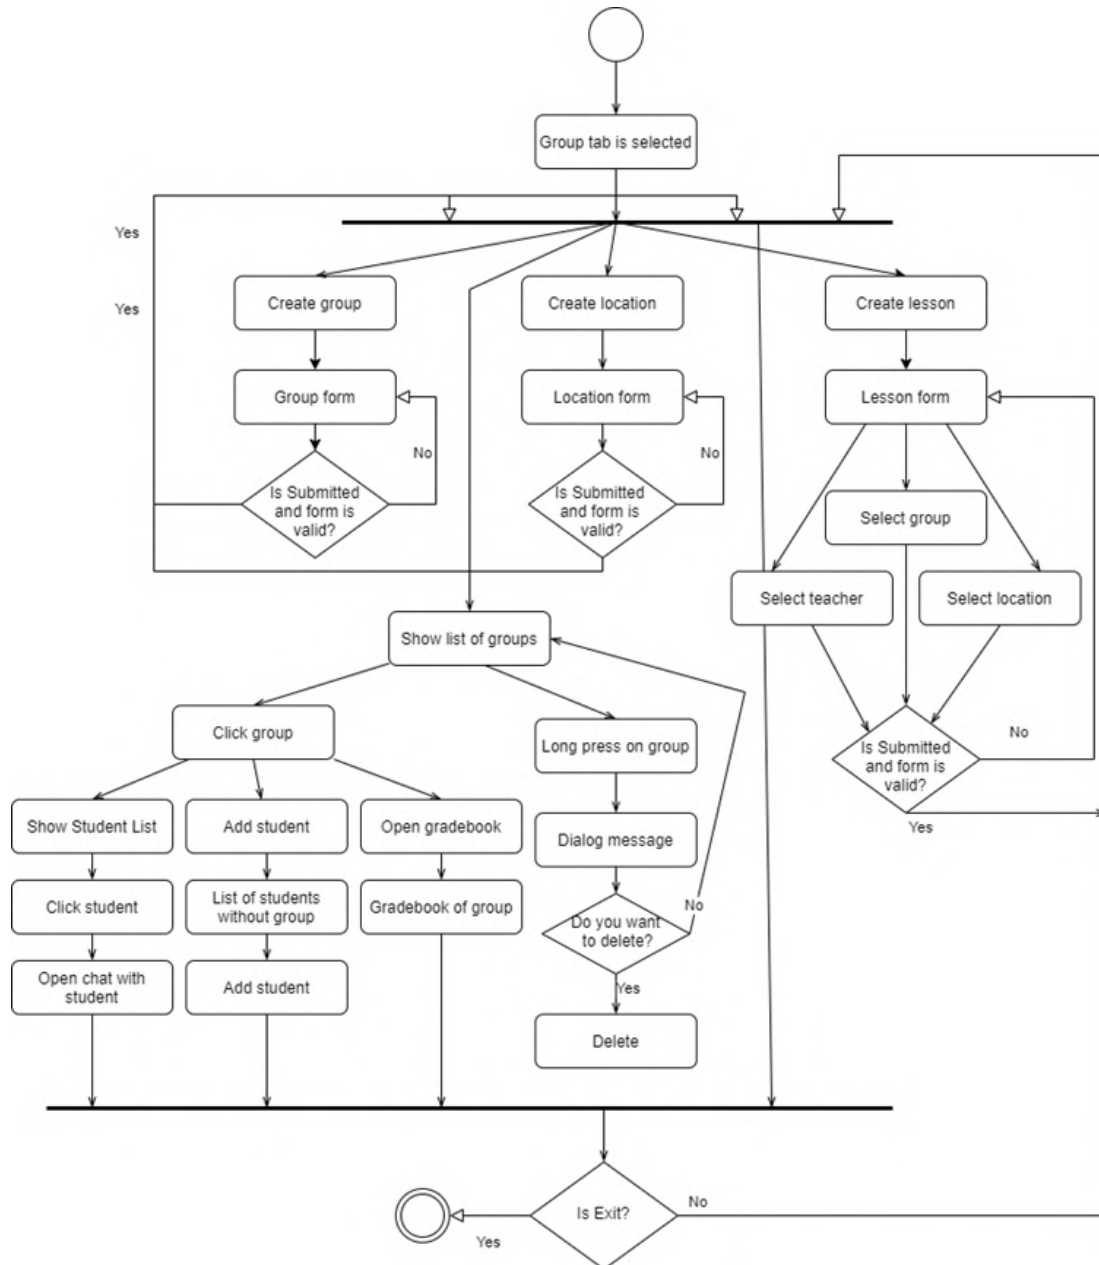 Group tab is selected
Yes
Yes
Create group
Create location
Create lesson
Group form
Location form
Lesson form
No
No
Is Submitted
and form is
valid?
Is Submitted
and form is
valid?
Select group
Select teacher
Select location
Show list of groups
Click group
Long press on group
No
Is Submitted
and form is
valid?
Yes
Show Student List
Add student
Open gradebook
Dialog message
Click student
List of students
without group
Gradebook of group
No
Do you want
to delete?
Open chat with
student
Add student
Yes
Delete
Is Exit?
No
Yes